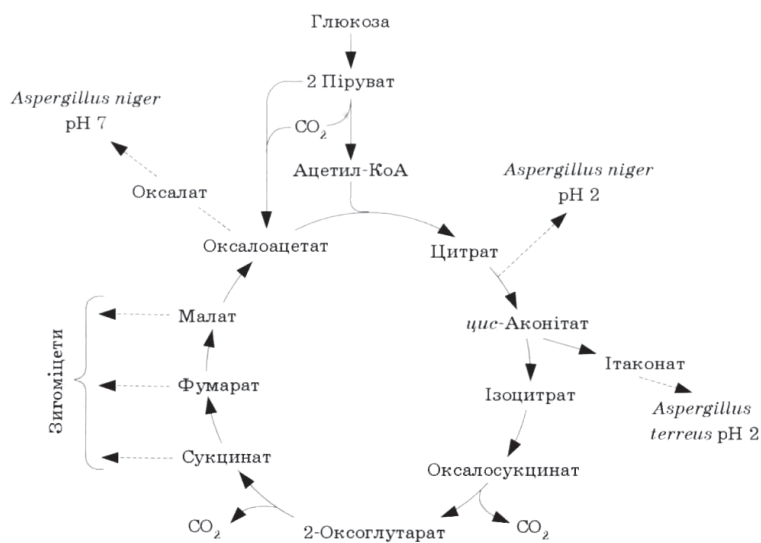 Глюкоза
2 Піруват
Aspergillus niger
pH 7
CO₂
Ацетил-КоА
Оксалат
Aspergillus niger
pH 2
Оксалоацетат
Цитрат
Малат
цис-Аконітат
Ітаконат
Зигоміцети
Фумарат
Ізоцитрат
Aspergillus
terreus pH 2
Сукцинат
Оксалосукцинат
CO₂
2-Оксоглутарат
CO₂